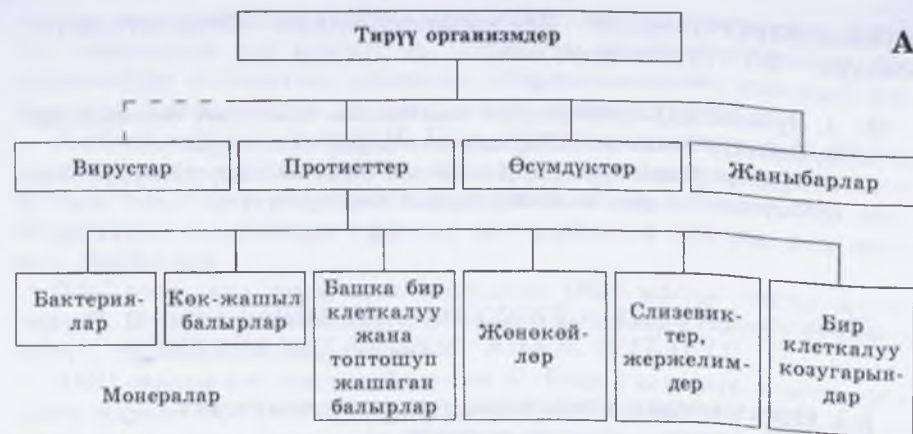 Тирүү организмдер
А
Вирустар
Протисттер
Өсүмдүктөр
Жаныбарлар
Бактерия-
лар
Көк-жашыл
балырлар
Монералар
Башка бир
клеткалуу
жана
топтошуп
жашаган
балырлар
Жөнөкөй-
лөр
Слизевик-
тер,
жержелим-
дер
Бир
клеткалуу
козугарын-
дар